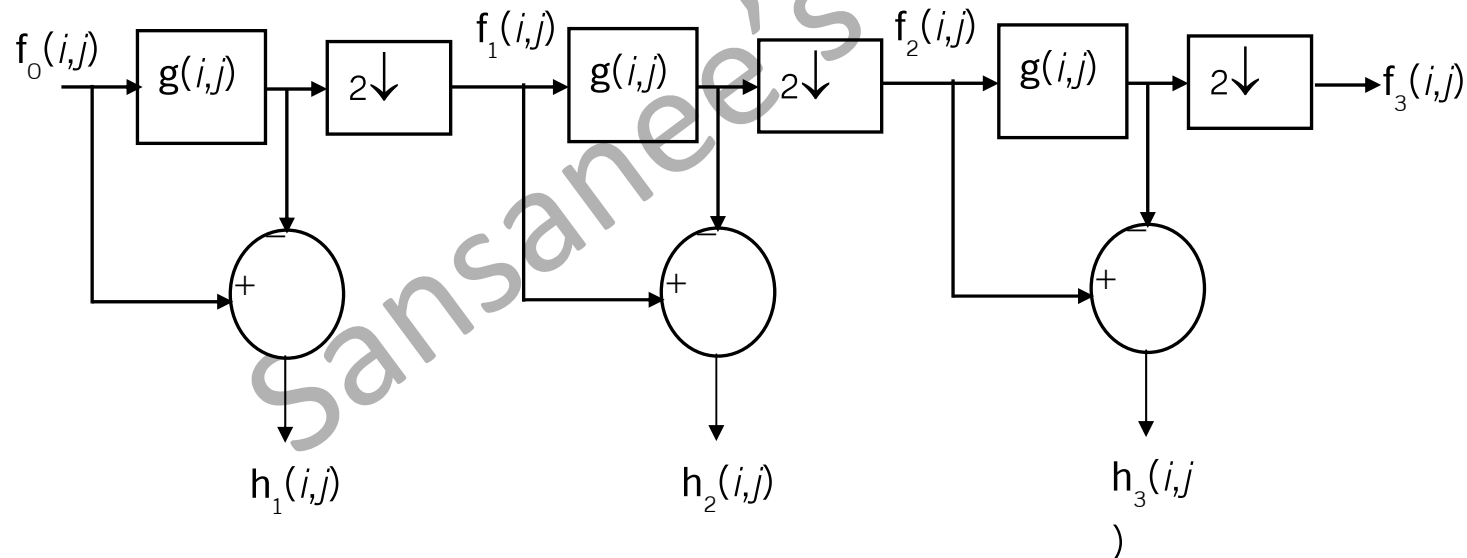 f0(i,j)
g(i,j)
2↓
f1(i,j)
g(i,j)
2↓
f2(i,j)
g(i,j)
2↓
f3(i,j)
−
+
−
+
−
+
h1(i,j)
h2(i,j)
h3(i,j
)
Sansanee's